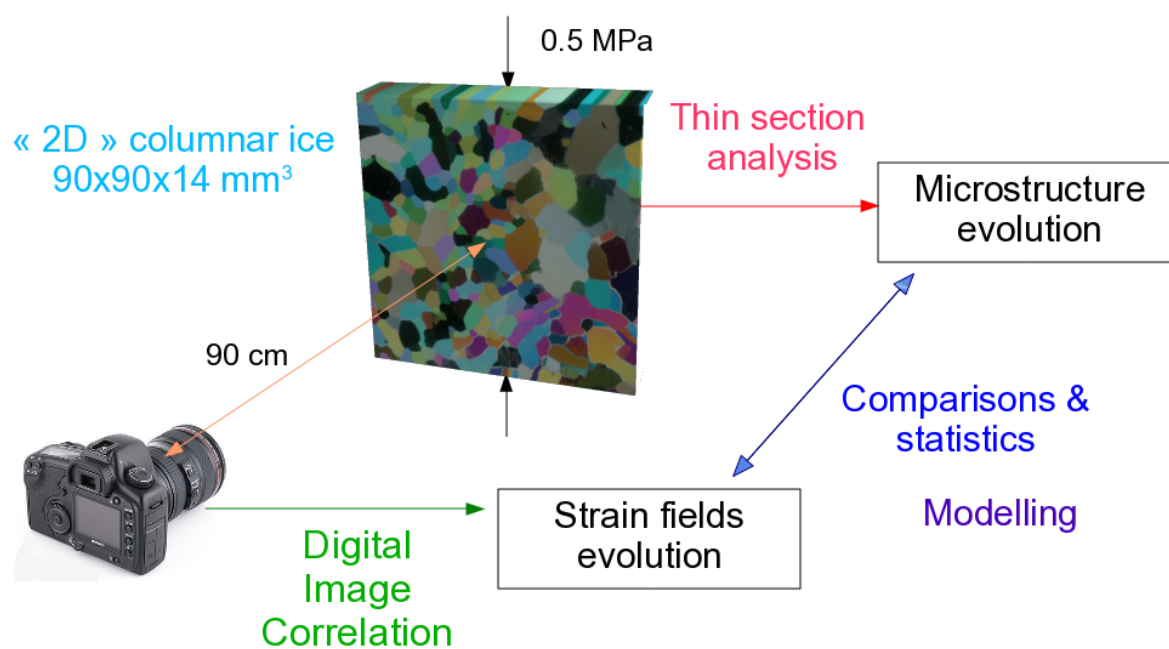 0.5 MPa
« 2D » columnar ice
90x90x14 mm³
Thin section
analysis
Microstructure
evolution
90 cm
Comparisons &
statistics
Strain fields
evolution
Modelling
Digital
Image
Correlation